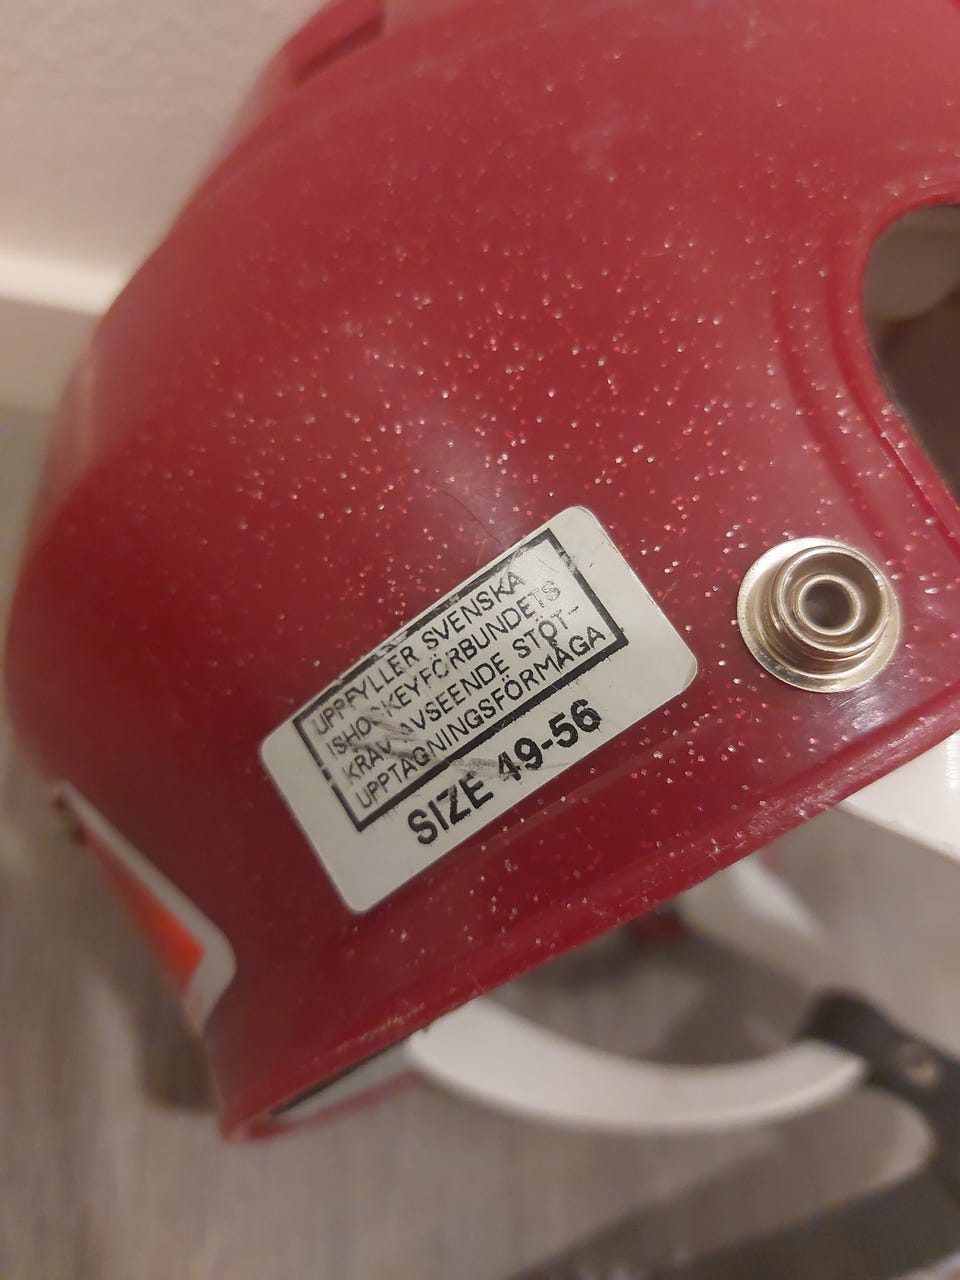 UPPFYLLER SVENSKA
ISHOCKEYFÖRBUNDETS
KRAV AVSEENDE STÖT-
UPPTAGNINGSFÖRMÅGA
SIZE 49-56